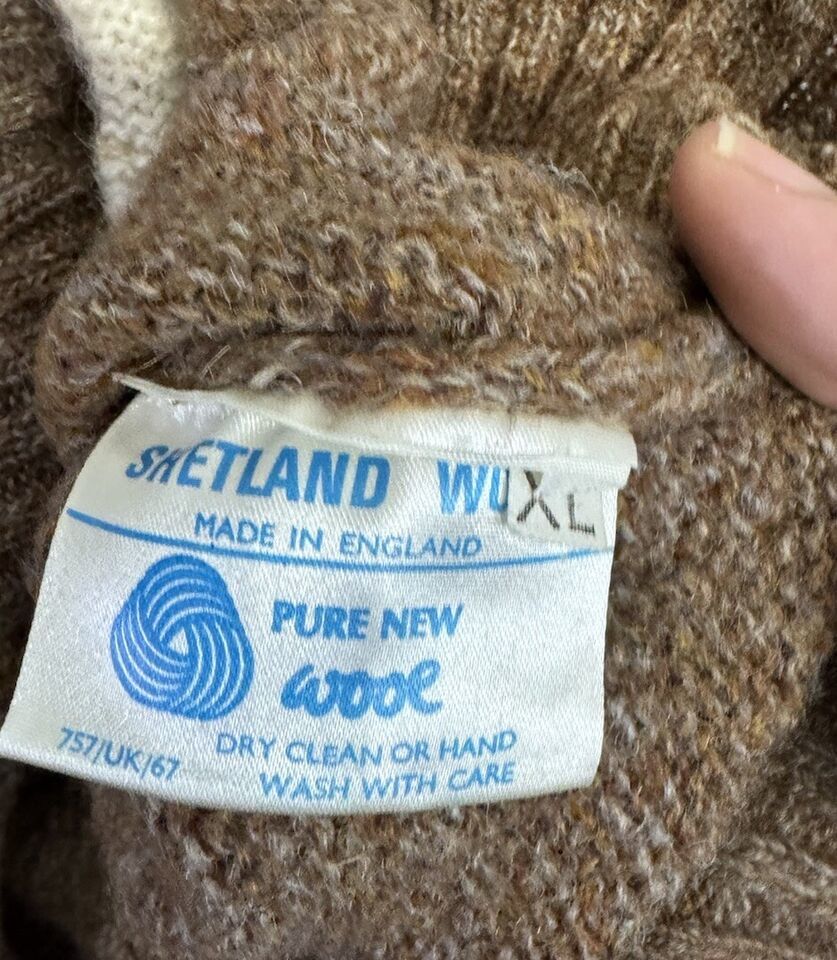 SHETLAND
XL
MADE IN ENGLAND
PURE NEW
wool
757/UK/67
DRY CLEAN OR HAND
WASH WITH CARE